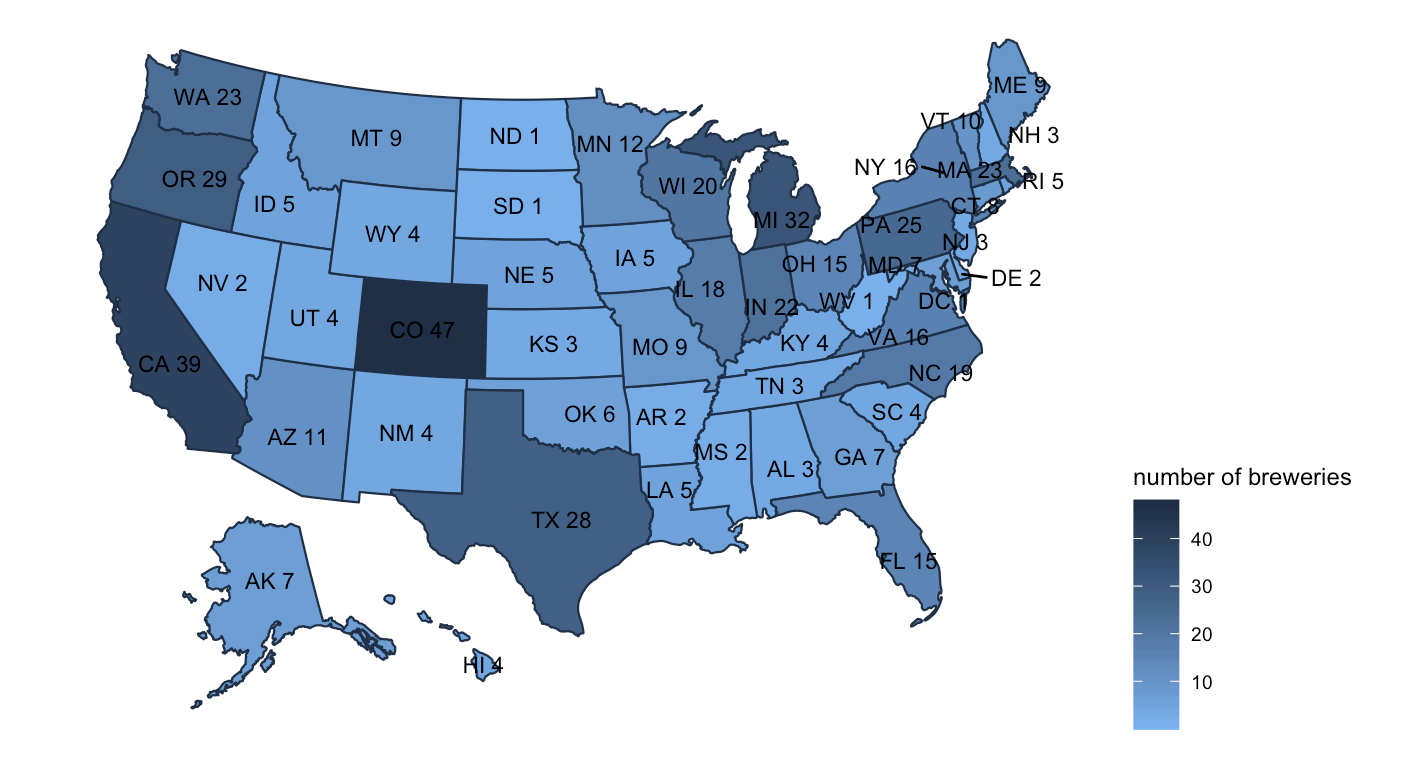 ME 9
WA 23
VT 10
NH 3
MT 9
ND 1
MN 12
NY 16
MA 23
OR 29
RI 5
WI 20
ID 5
SD 1
CT 8
MI 32
PA 25
WY 4
NJ 3
IA 5
OH 15
MD 7
NE 5
DE 2
NV 2
IL 18
WV 1
DC 1
IN 22
UT 4
CO 47
VA 16
KS 3
KY 4
MO 9
CA 39
NC 19
TN 3
SC 4
OK 6
AR 2
NM 4
AZ 11
MS 2
GA 7
AL 3
LA 5
TX 28
FL 15
AK 7
HI 4
number of breweries
40
30
20
10